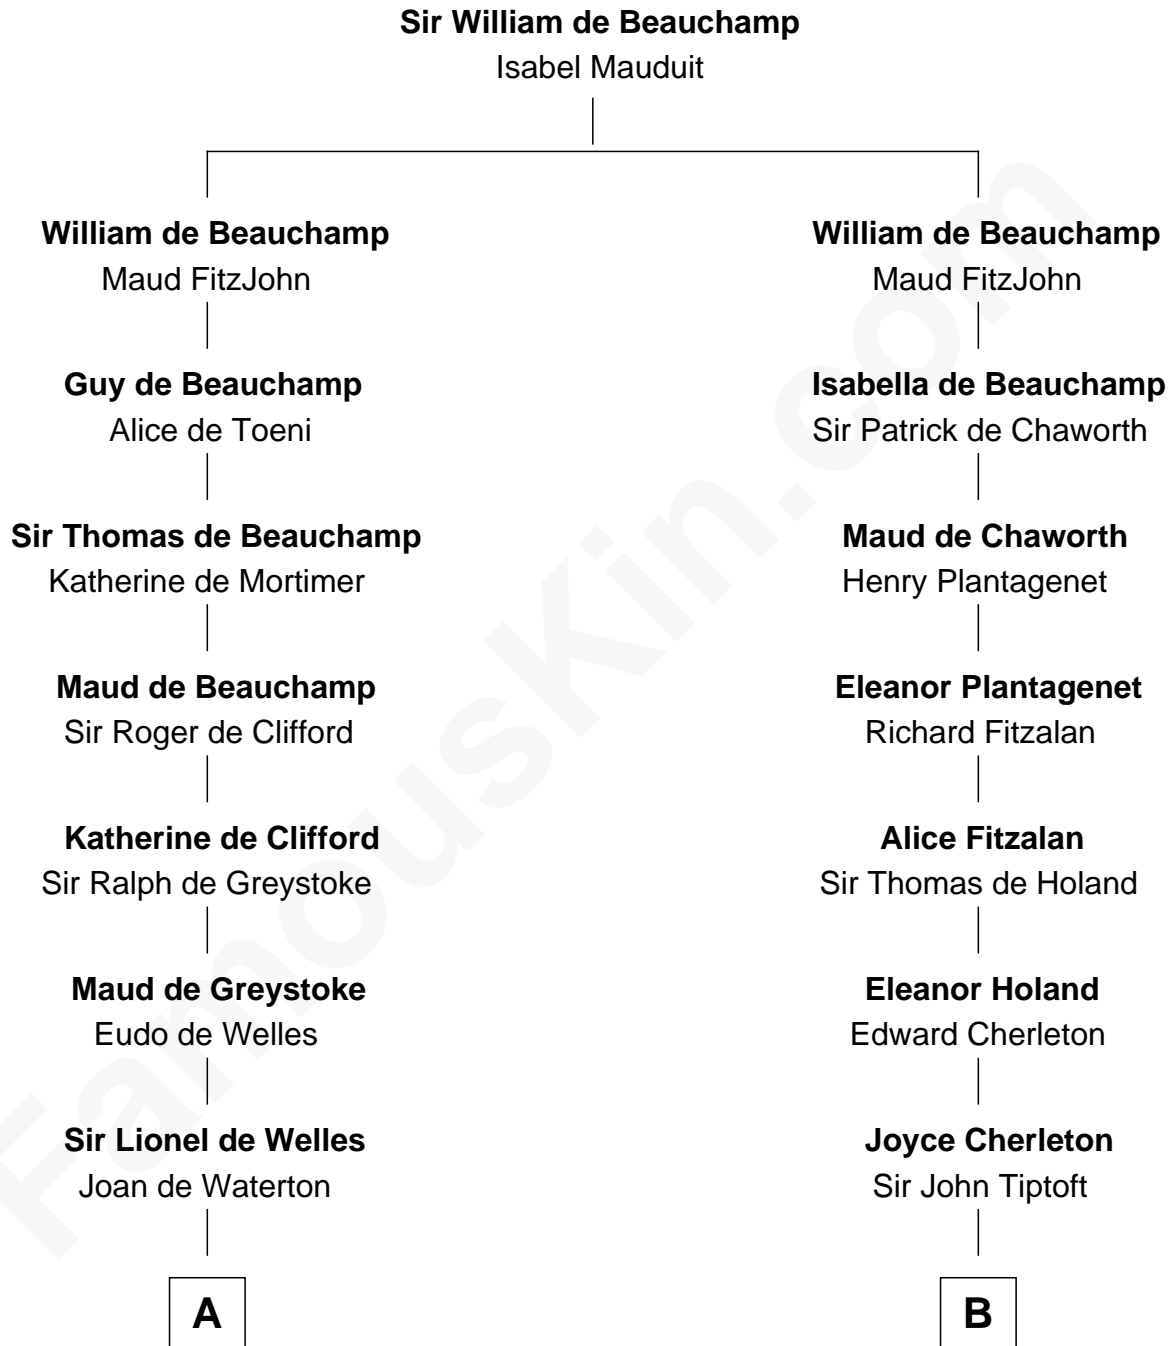 Sir William de Beauchamp
Isabel Mauduit
William de Beauchamp
Maud FitzJohn
Guy de Beauchamp
Alice de Toeni
Sir Thomas de Beauchamp
Katherine de Mortimer
Maud de Beauchamp
Sir Roger de Clifford
Katherine de Clifford
Sir Ralph de Greystoke
Maud de Greystoke
Eudo de Welles
Sir Lionel de Welles
Joan de Waterton
A
William de Beauchamp
Maud FitzJohn
Isabella de Beauchamp
Sir Patrick de Chaworth
Maud de Chaworth
Henry Plantagenet
Eleanor Plantagenet
Richard Fitzalan
Alice Fitzalan
Sir Thomas de Holand
Eleanor Holand
Edward Cherleton
Joyce Cherleton
Sir John Tiptoft
B
FamousKin.com